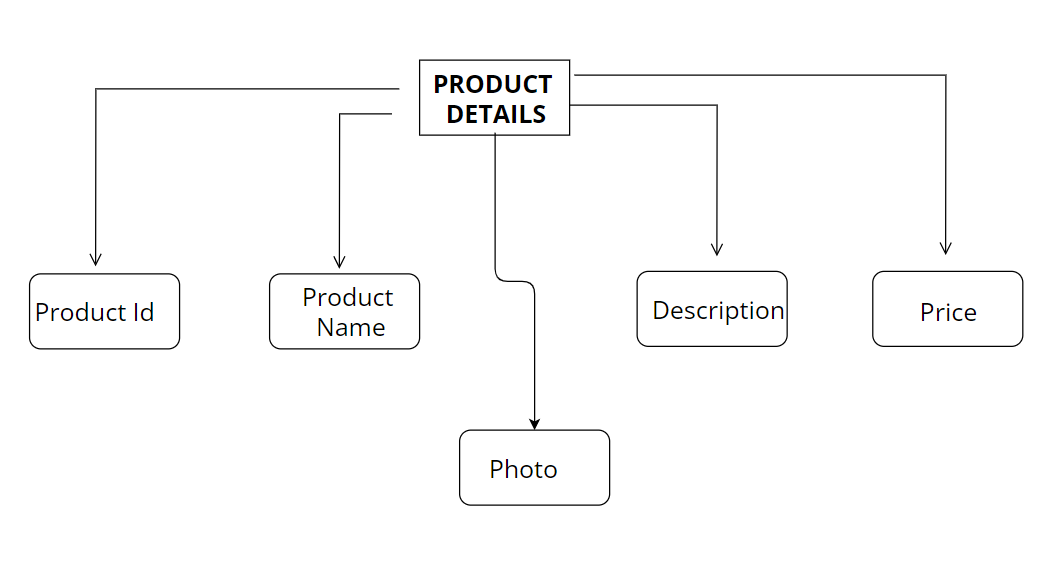 PRODUCT
DETAILS
Product Id
Product
Name
Description
Price
Photo